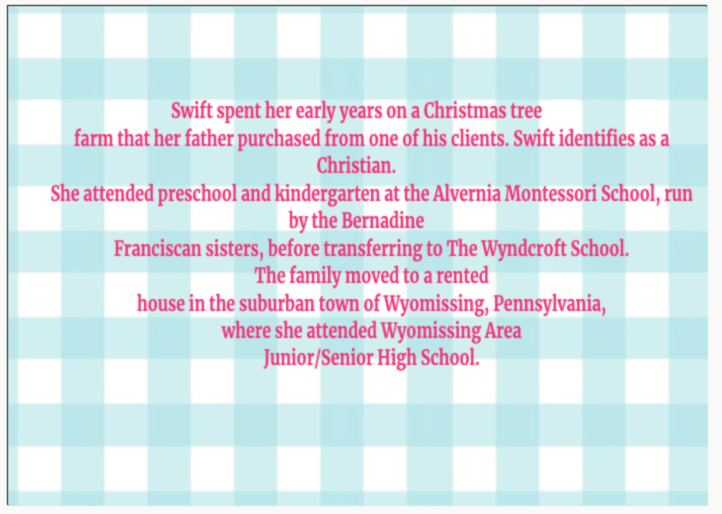 Swift spent her early years on a Christmas tree
farm that her father purchased from one of his clients. Swift identifies as a
Christian.
She attended preschool and kindergarten at the Alvernia Montessori School, run
by the Bernadine
Franciscan sisters, before transferring to The Wyndcroft School.
The family moved to a rented
house in the suburban town of Wyomissing, Pennsylvania,
where she attended Wyomissing Area
Junior/Senior High School.